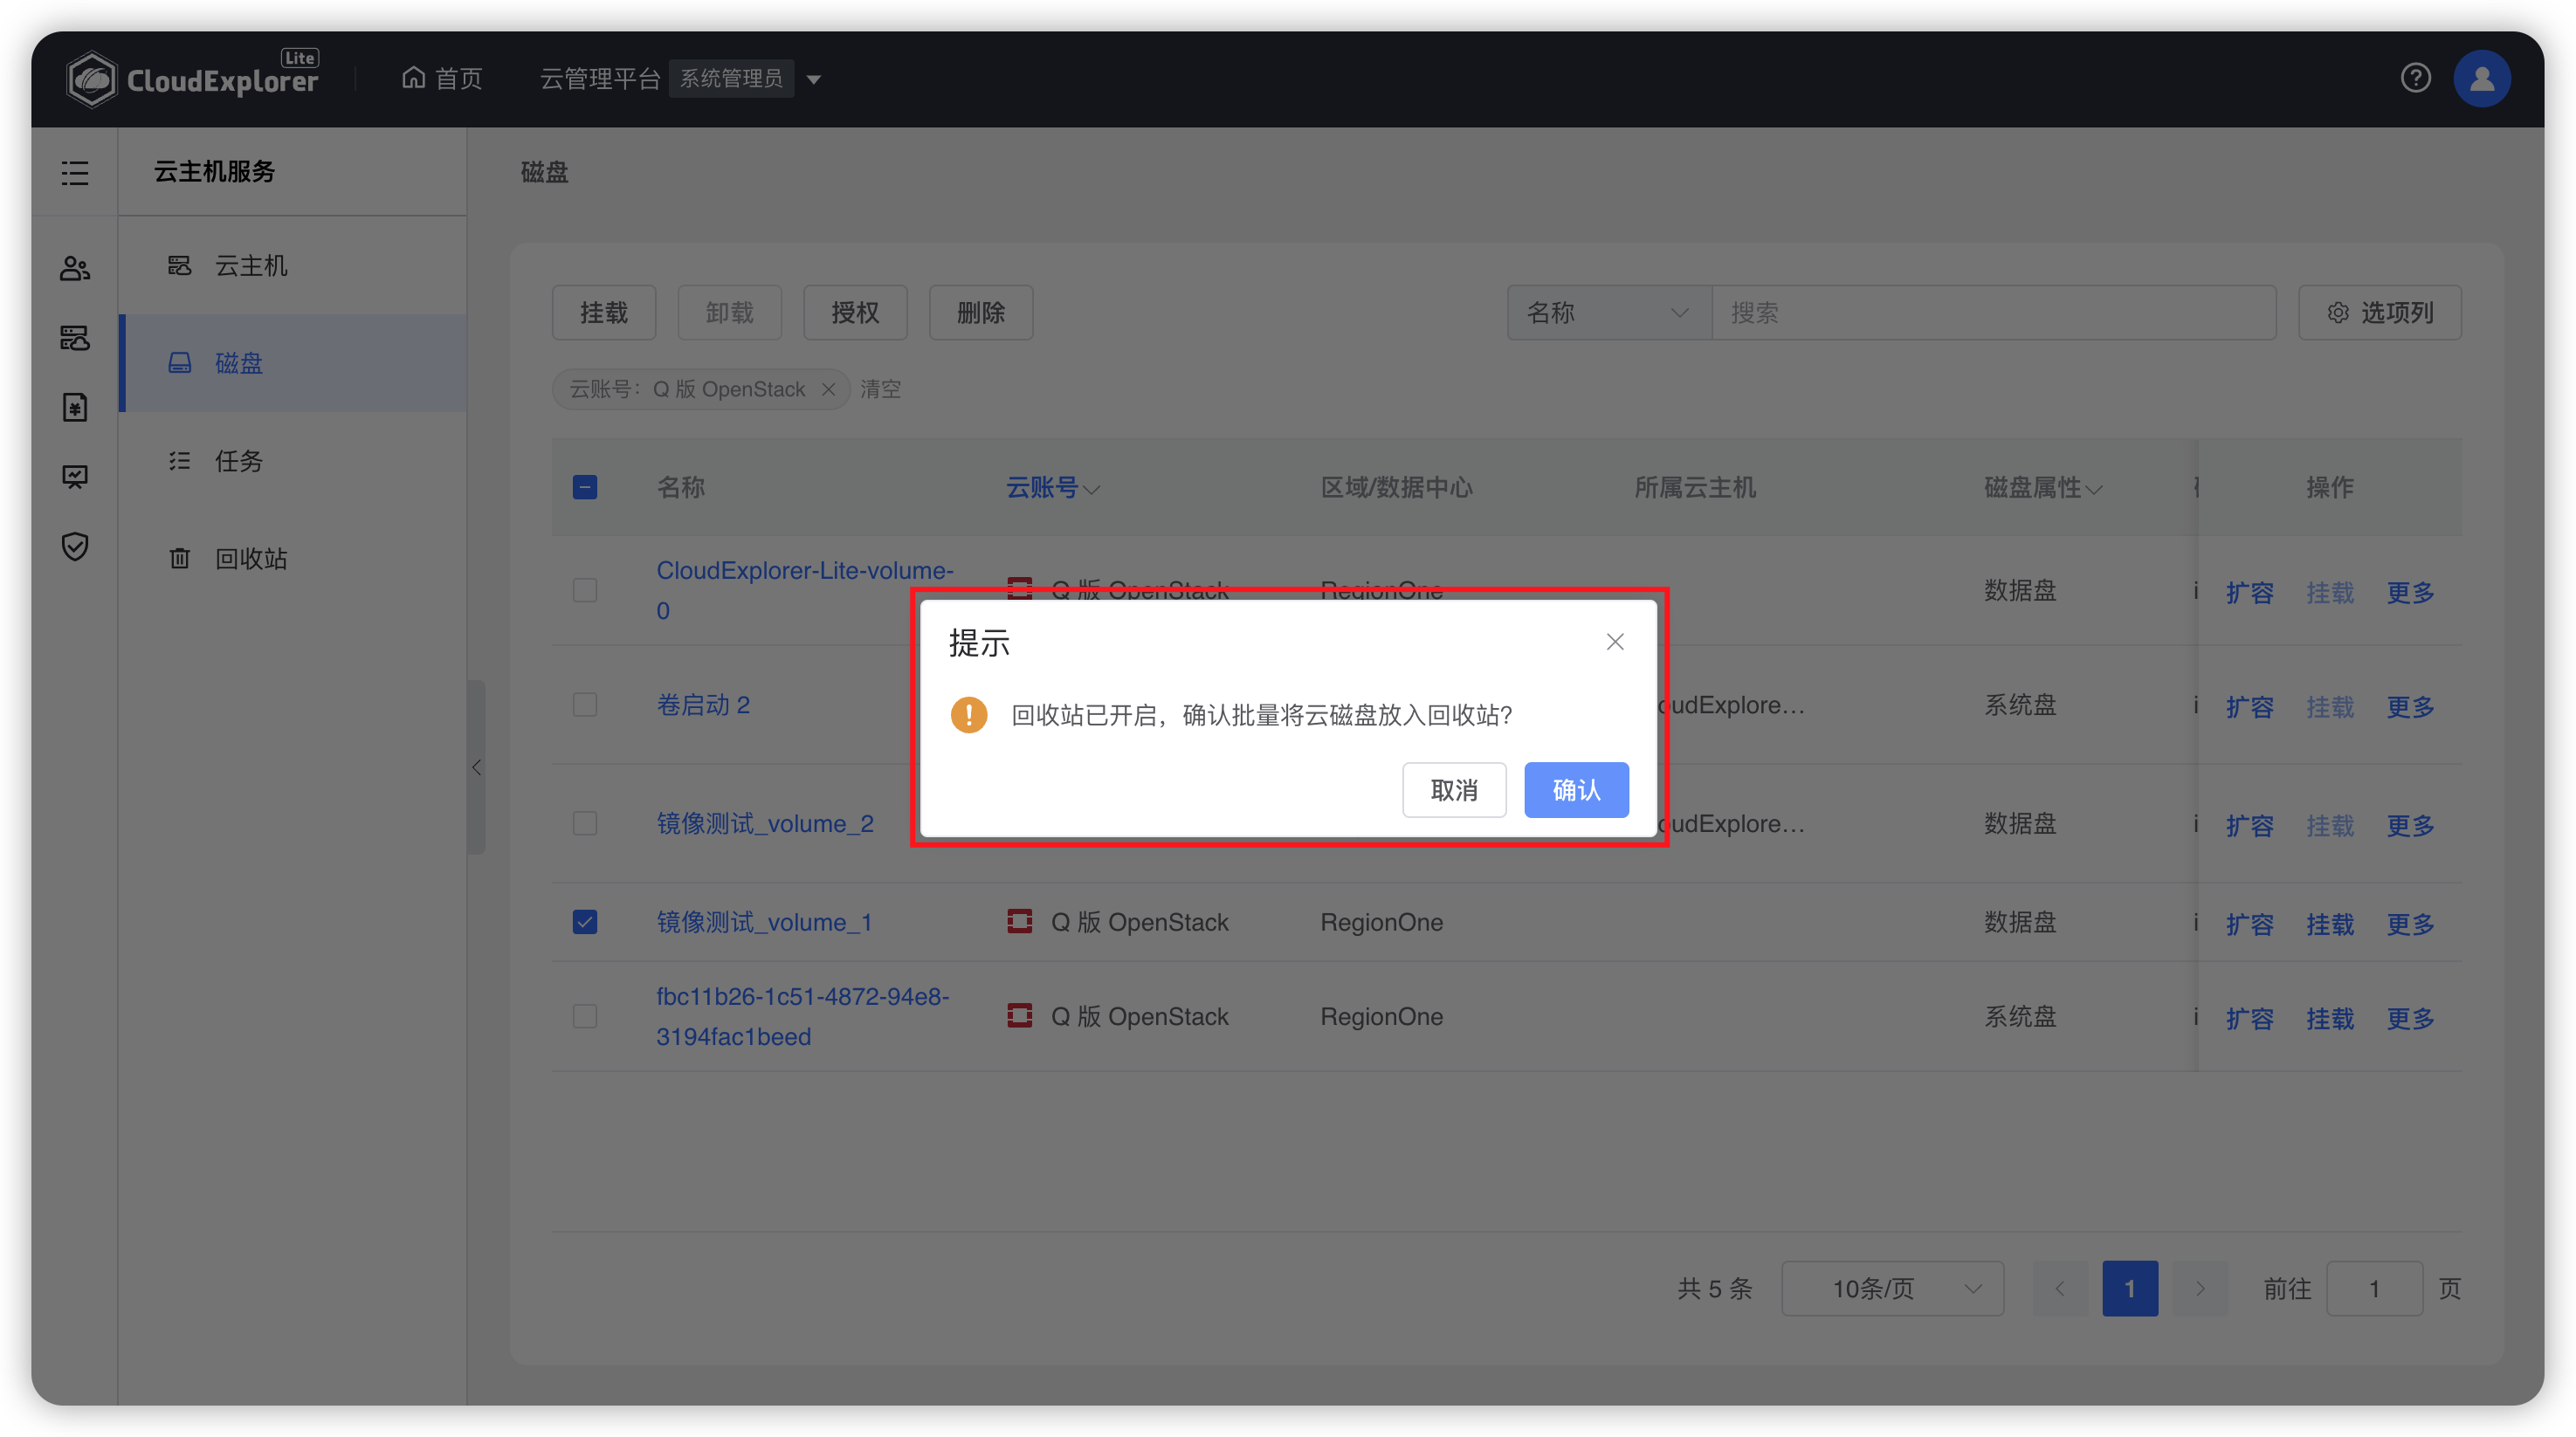 CloudExplorer Lite
首页
云管理平台 系统管理员
云主机服务
云主机
磁盘
任务
回收站
磁盘
挂载 卸载 授权 删除
名称 搜索 选项列
云账号: Q 版 OpenStack 清空
名称 云账号 区域/数据中心 所属云主机 磁盘属性 操作
CloudExplorer-Lite-volume-
0
Q 版 OpenStack RegionOne 数据盘 扩容 挂载 更多
卷启动 2 oudExplore... 系统盘 扩容 挂载 更多
镜像测试_volume_2 oudExplore... 数据盘 扩容 挂载 更多
镜像测试_volume_1 Q 版 OpenStack RegionOne 数据盘 扩容 挂载 更多
fbc11b26-1c51-4872-94e8-
3194fac1beed
Q 版 OpenStack RegionOne 系统盘 扩容 挂载 更多
提示
回收站已开启，确认批量将云磁盘放入回收站?
取消 确认
共 5 条 10条/页 1 前往 1 页